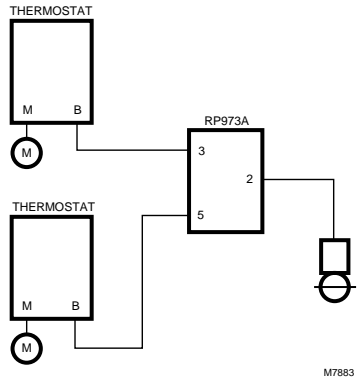 THERMOSTAT
M B
M
RP973A
3
2
5
THERMOSTAT
M B
M
M7883